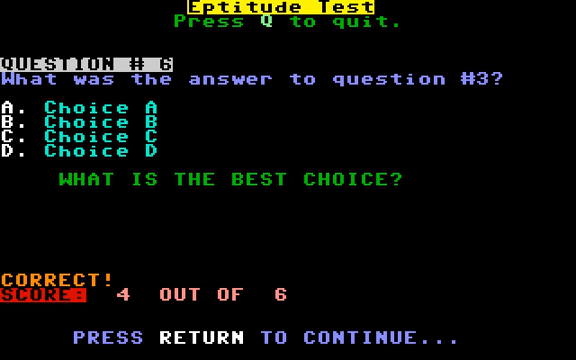 Eptitude Test
Press Q to quit.
QUESTION # 6
What was the answer to question #3?
A. Choice A
B. Choice B
C. Choice C
D. Choice D
WHAT IS THE BEST CHOICE?
CORRECT!
SCORE: 4 OUT OF 6
PRESS RETURN TO CONTINUE...